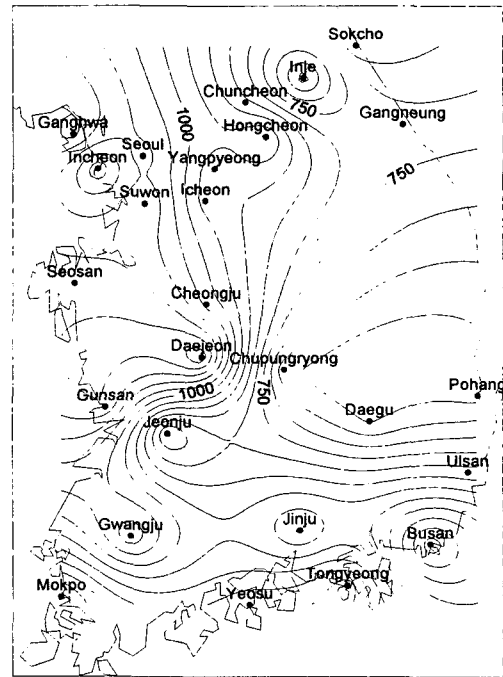 Sokcho
Inje
Chuncheon
750
Ganghwa
1000
Hongcheon
Gangneung
Seoul
Incheon
Yangpyeong
750
Suwon
Icheon
Seosan
Cheongju
Daejeon
Chupungryong
1000
750
Pohang
Gunsan
Daegu
Jeonju
Ulsan
Gwangju
Jinju
Busan
Mokpo
Tongyeong
Yeosu